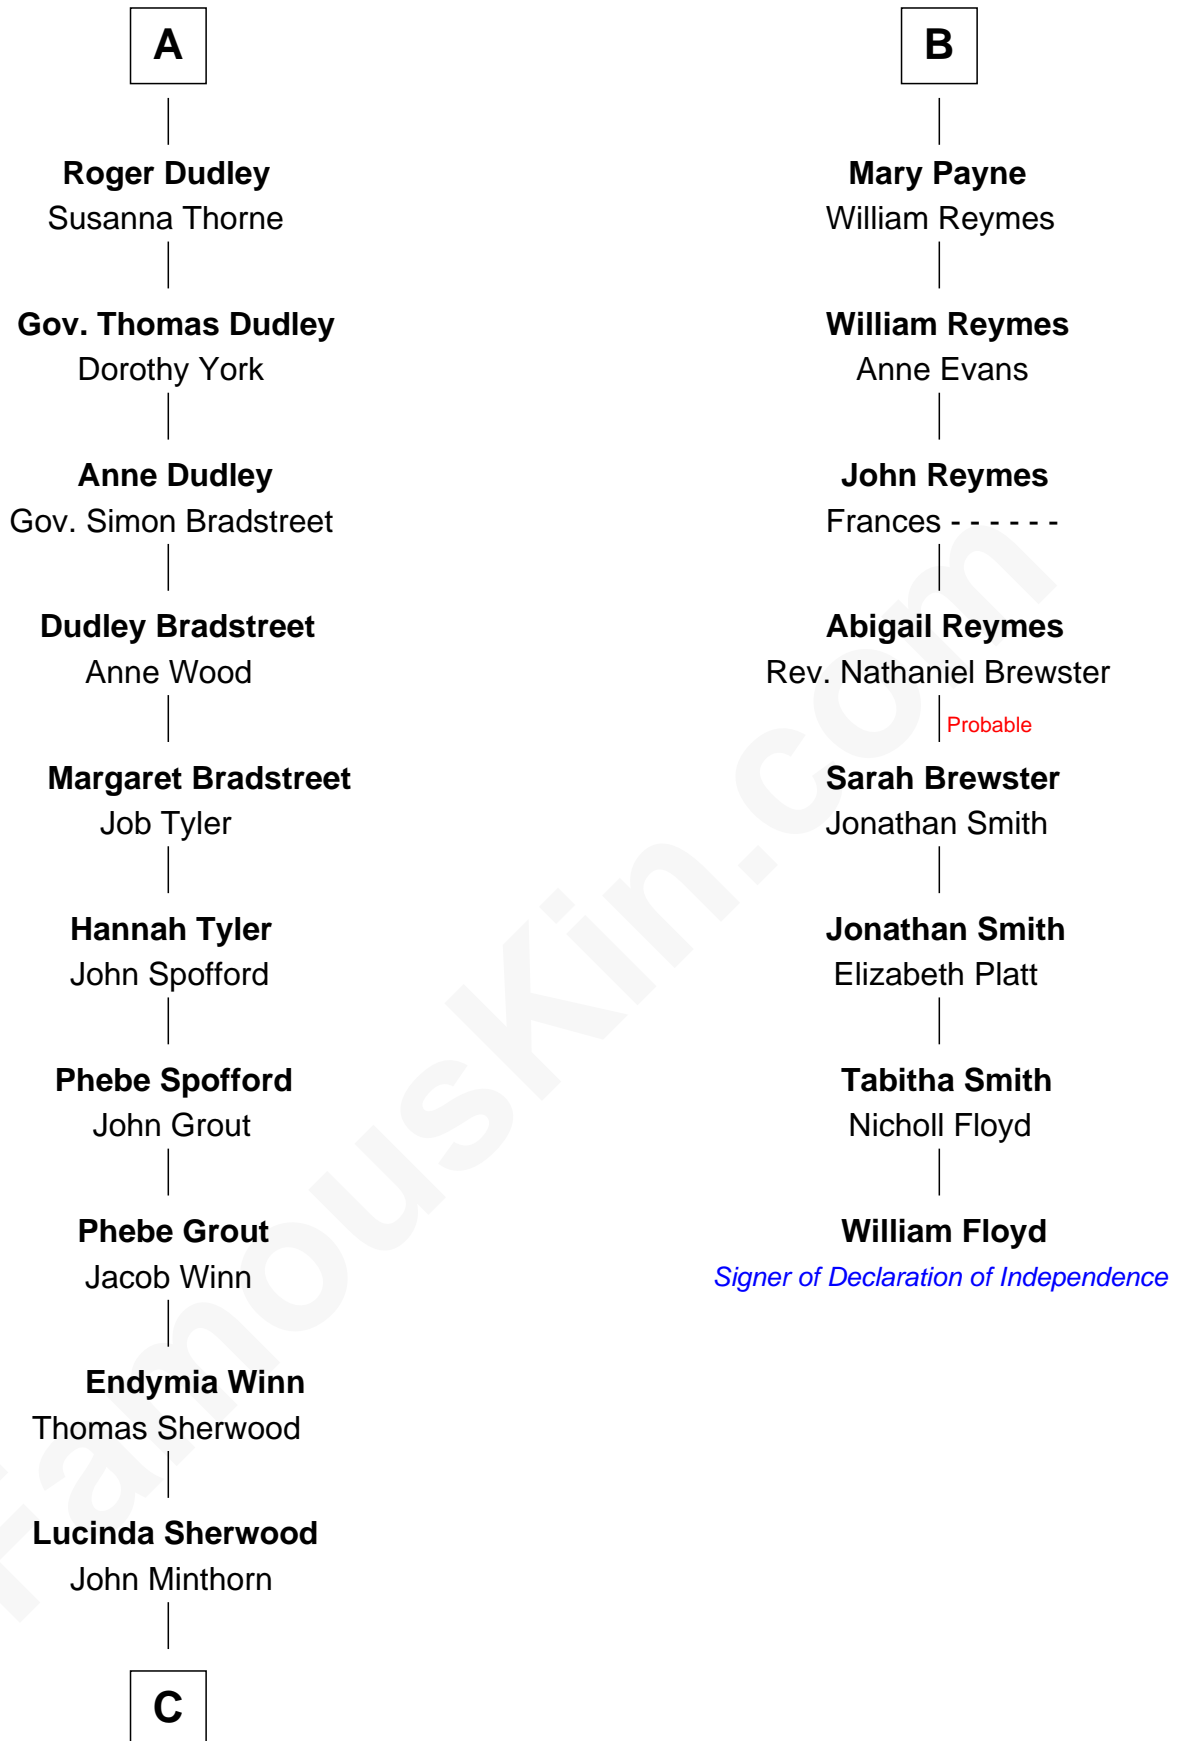 A
Roger Dudley
Susanna Thorne
Gov. Thomas Dudley
Dorothy York
Anne Dudley
Gov. Simon Bradstreet
Dudley Bradstreet
Anne Wood
Margaret Bradstreet
Job Tyler
Hannah Tyler
John Spofford
Phebe Spofford
John Grout
Phebe Grout
Jacob Winn
Endymia Winn
Thomas Sherwood
Lucinda Sherwood
John Minthorn
C
B
Mary Payne
William Reymes
William Reymes
Anne Evans
John Reymes
Frances - - - - - -
Abigail Reymes
Rev. Nathaniel Brewster
Probable
Sarah Brewster
Jonathan Smith
Jonathan Smith
Elizabeth Platt
Tabitha Smith
Nicholl Floyd
William Floyd
Signer of Declaration of Independence
FamousKin.com